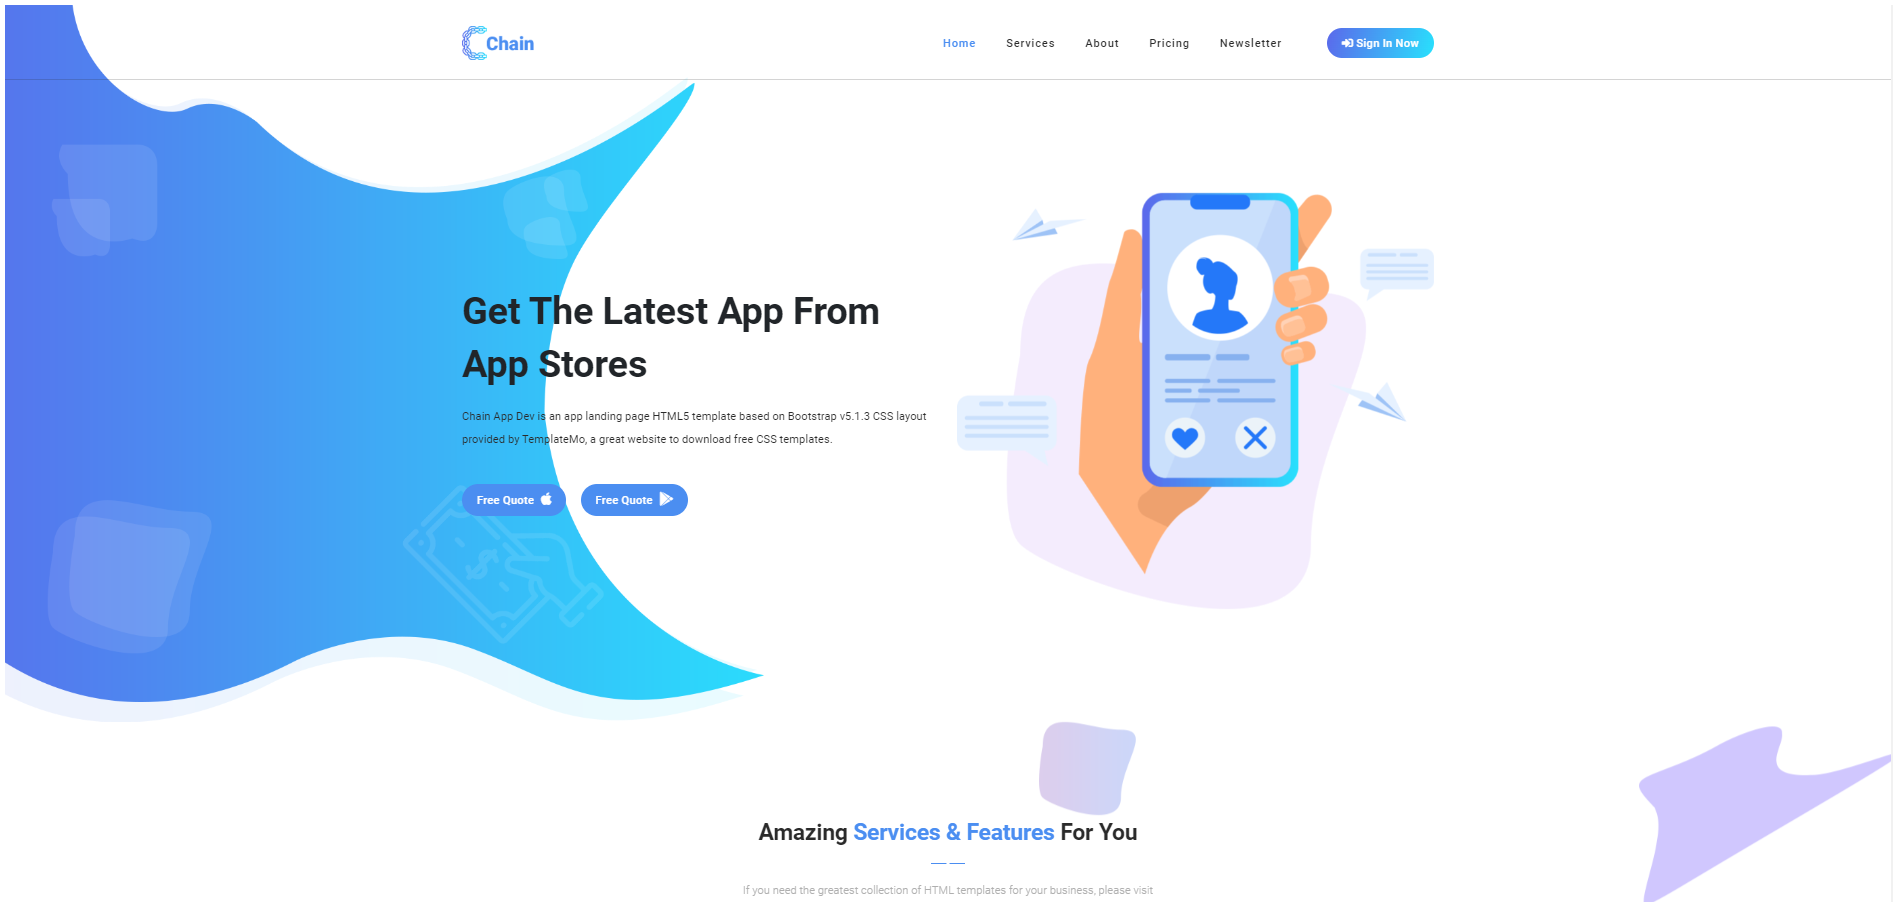 Chain
Home Services About Pricing Newsletter Sign In Now
Get The Latest App From
App Stores
Chain App Dev is an app landing page HTML5 template based on Bootstrap v5.1.3 CSS layout
provided by TemplateMo, a great website to download free CSS templates.
Free Quote Free Quote
Amazing Services & Features For You
If you need the greatest collection of HTML templates for your business, please visit